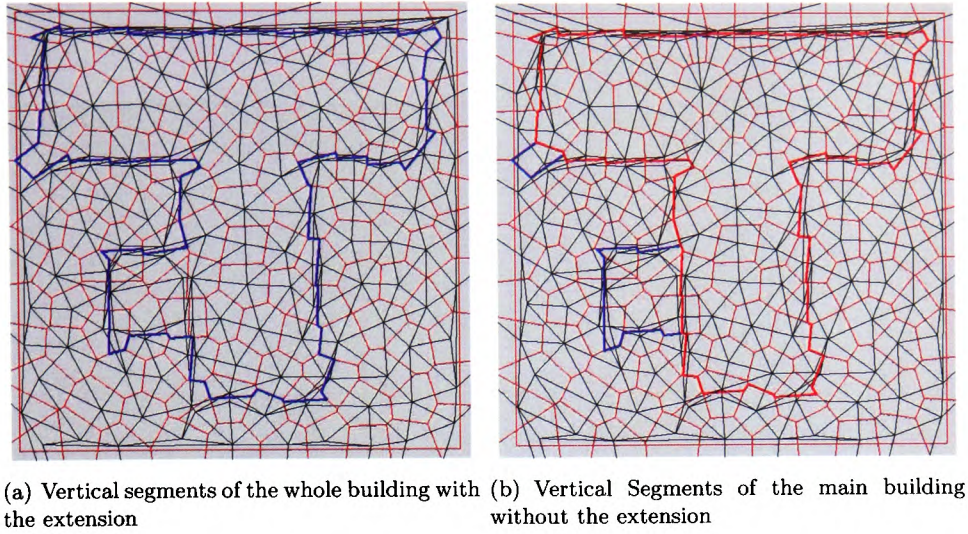 (a) Vertical segments of the whole building with
the extension
(b) Vertical Segments of the main building
without the extension